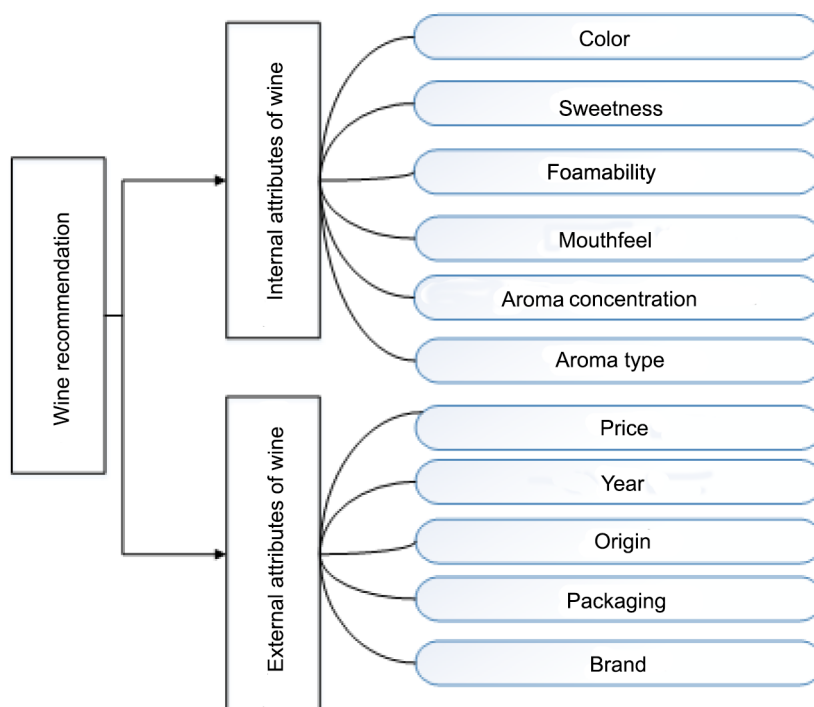 Wine recommendation
Internal attributes of wine
Color
Sweetness
Foamability
Mouthfeel
Aroma concentration
Aroma type
External attributes of wine
Price
Year
Origin
Packaging
Brand